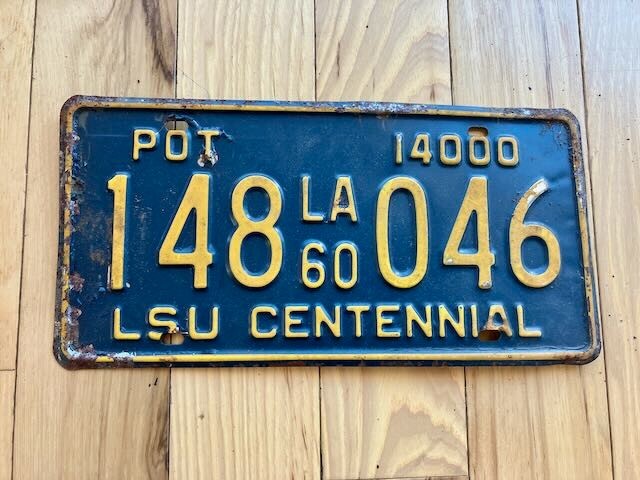 POT 14000
148 LA 60 046
LSU CENTENNIAL